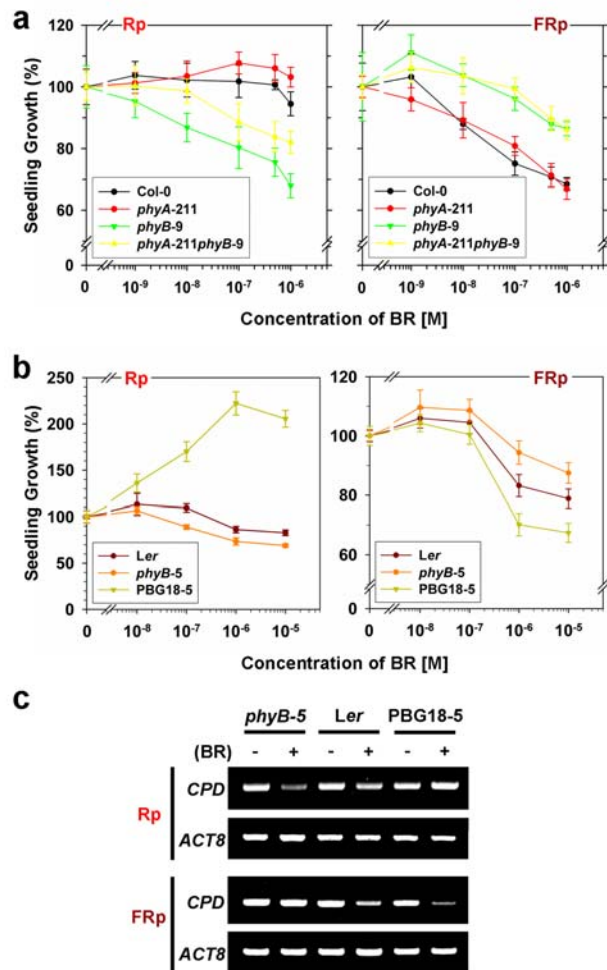 a
Rp
FRp
Seedling Growth (%)
120
100
80
60
0
Col-0
phyA-211
phyB-9
phyA-211phyB-9
0
10-9
10-8
10-7
10-6
120
100
80
60
0
Col-0
phyA-211
phyB-9
phyA-211phyB-9
0
10-9
10-8
10-7
10-6
Concentration of BR [M]
b
Rp
FRp
Seedling Growth (%)
250
200
150
100
50
0
Ler
phyB-5
PBG18-5
0
10-8
10-7
10-6
10-5
120
100
80
60
0
Ler
phyB-5
PBG18-5
0
10-8
10-7
10-6
10-5
Concentration of BR [M]
c
phyB-5 Ler PBG18-5
(BR) - + - + - +
Rp
CPD
ACT8
FRp
CPD
ACT8